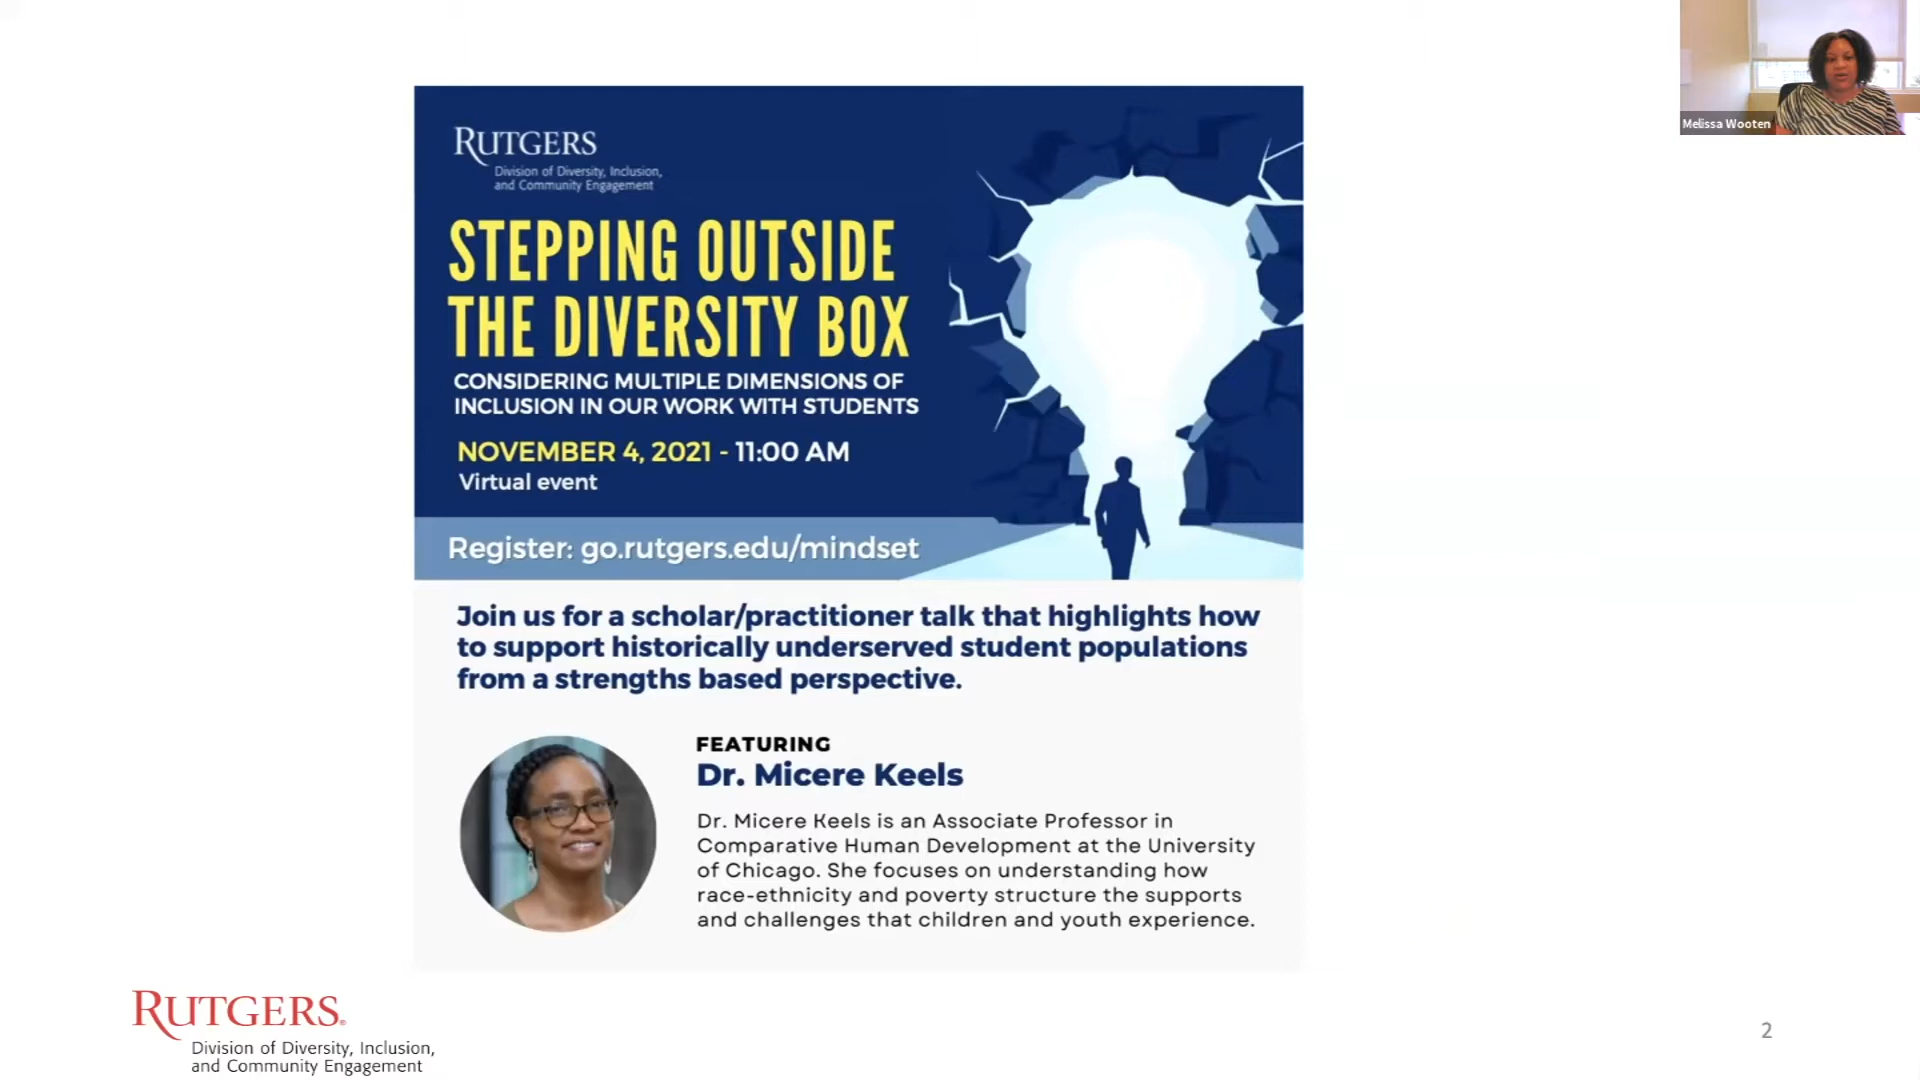 Melissa Wooten
RUTGERS
Division of Diversity, Inclusion,
and Community Engagement
STEPPING OUTSIDE
THE DIVERSITY BOX
CONSIDERING MULTIPLE DIMENSIONS OF
INCLUSION IN OUR WORK WITH STUDENTS
NOVEMBER 4, 2021 - 11:00 AM
Virtual event
Register: go.rutgers.edu/mindset
Join us for a scholar/practitioner talk that highlights how
to support historically underserved student populations
from a strengths based perspective.
FEATURING
Dr. Micere Keels
Dr. Micere Keels is an Associate Professor in
Comparative Human Development at the University
of Chicago. She focuses on understanding how
race-ethnicity and poverty structure the supports
and challenges that children and youth experience.
RUTGERS
Division of Diversity, Inclusion,
and Community Engagement
2